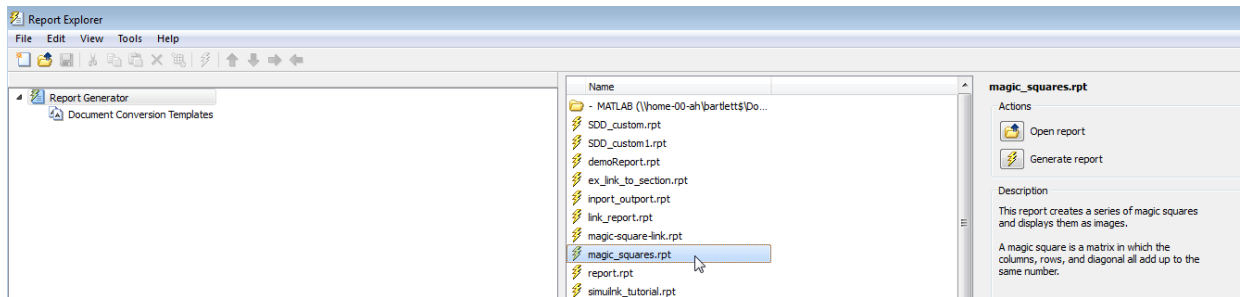 Report Explorer
File Edit View Tools Help
Report Generator
Document Conversion Templates
Name
- MATLAB (\\home-00-ah\bartlett$\Do...
SDD_custom.rpt
SDD_custom1.rpt
demoReport.rpt
ex_link_to_section.rpt
inport_outport.rpt
link_report.rpt
magic-square-link.rpt
magic_squares.rpt
report.rpt
simulnk_tutorial.rpt
magic_squares.rpt
Actions
Open report
Generate report
Description
This report creates a series of magic squares
and displays them as images.
A magic square is a matrix in which the
columns, rows, and diagonal all add up to the
same number.